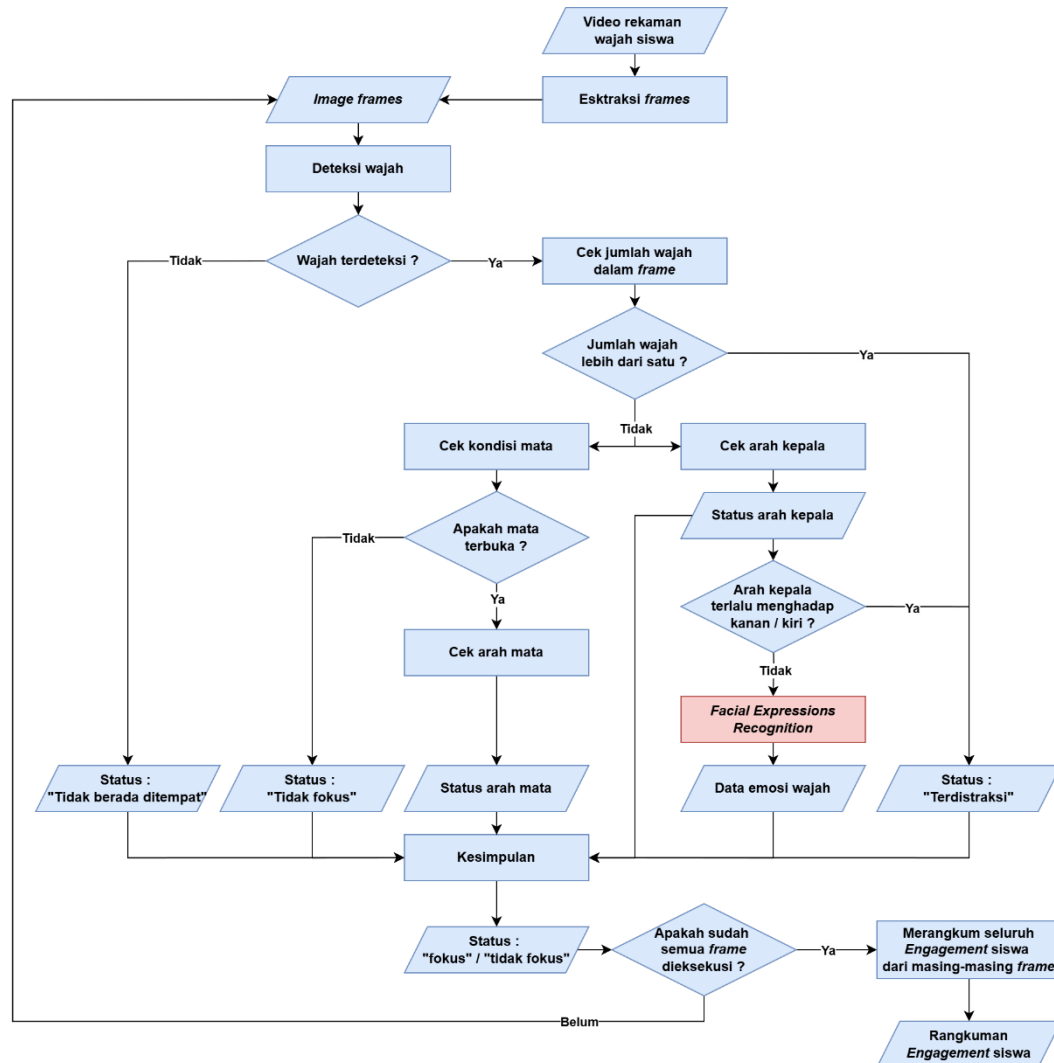 Video rekaman
wajah siswa
Image frames
Esktraksi frames
Deteksi wajah
Wajah terdeteksi ?
Tidak
Ya
Cek jumlah wajah
dalam frame
Jumlah wajah
lebih dari satu ?
Ya
Tidak
Cek kondisi mata
Cek arah kepala
Apakah mata
terbuka ?
Tidak
Ya
Status arah kepala
Arah kepala
terlalu menghadap
kanan / kiri ?
Ya
Tidak
Cek arah mata
Facial Expressions
Recognition
Status :
"Tidak berada ditempat"
Status :
"Tidak fokus"
Status arah mata
Data emosi wajah
Status :
"Terdistraksi"
Kesimpulan
Status :
"fokus" / "tidak fokus"
Apakah sudah
semua frame
dieksekusi ?
Ya
Belum
Merangkum seluruh
Engagement siswa
dari masing-masing frame
Rangkuman
Engagement siswa